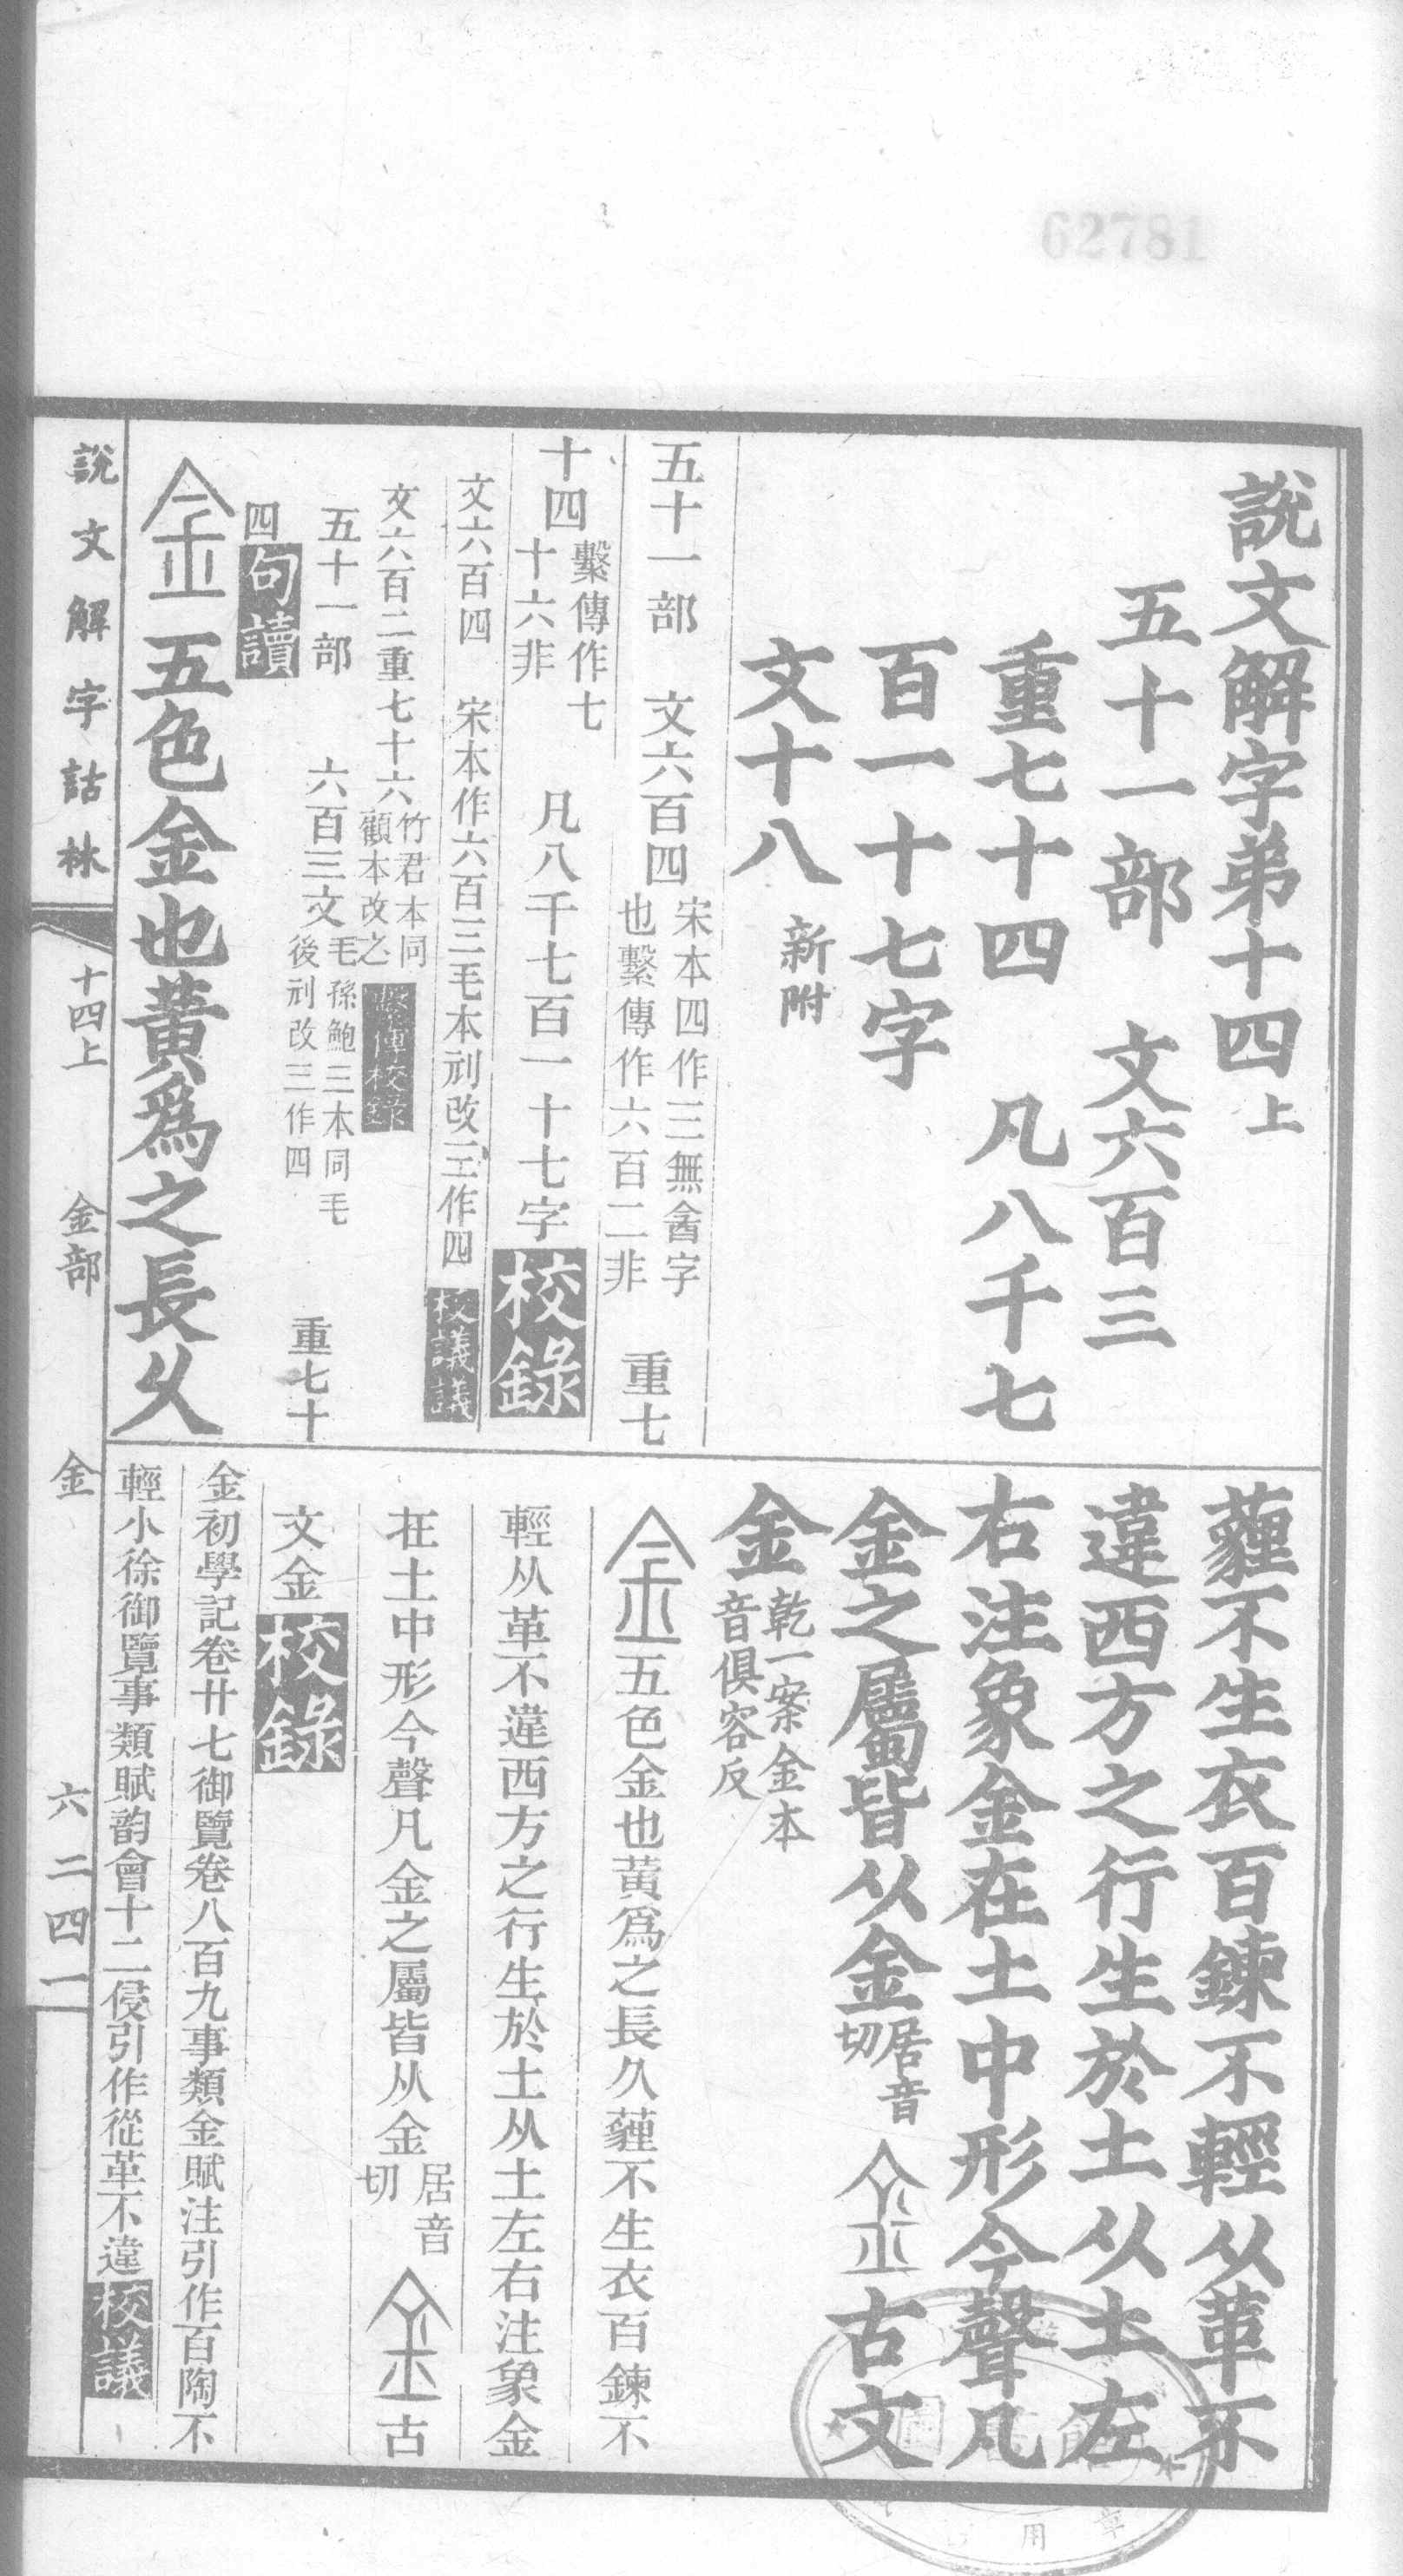 62781
說文解字弟十四上
五十一部 文六百三
重七十四 凡八千七
百一十七字
文十八 新附
五十一部 文六百四 宋本四作三無畲字也繫傳作六百二非 重七
十四 繫傳作七十六非 凡八千七百一十七字 校錄
文六百四 宋本作六百三毛本刓改三作四 校議議
文六百二重七十六 竹君本同顧本改之 繫傳校錄
五十一部 六百三文 毛孫鮑三本同毛後刓改三作四 重七十
四 句讀
金 五色金也黃爲之長久
薶不生衣百鍊不輕从革不
違西方之行生於土从土左
右注象金在土中形今聲凡
金之屬皆从金 居音切 古文
金 乾一案金本音俱容反
金 五色金也黃爲之長久薶不生衣百鍊不
輕从革不違西方之行生於土从土左右注象金
在土中形今聲凡金之屬皆从金 居音切 古
文金 校錄
金初學記卷廿七御覽卷八百九事類金賦注引作百陶不
輕小徐御覽事類賦韵會十二侵引作從革不違 校議
說文解字詁林 十四上 金部 金 六二四一